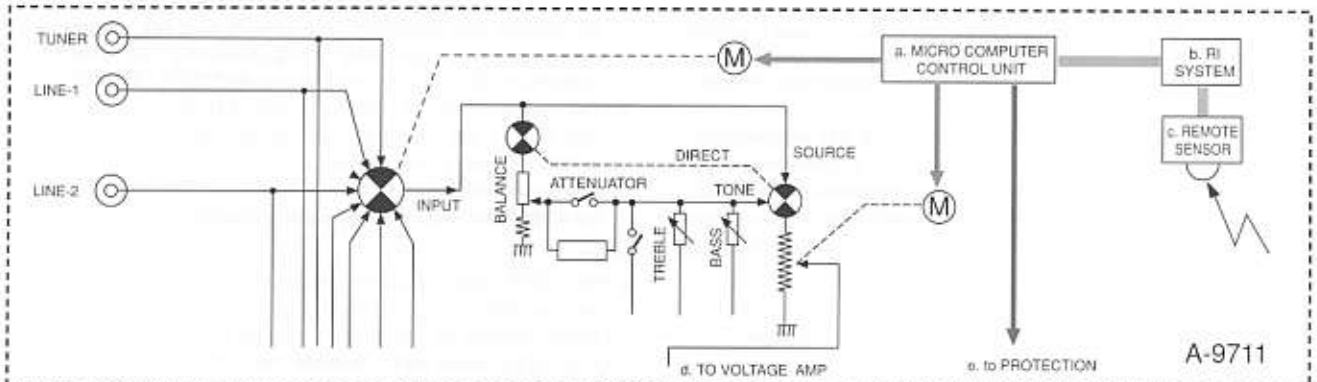 TUNER
LINE-1
LINE-2
INPUT
BALANCE
ATTENUATOR
DIRECT
TONE
SOURCE
TREBLE
BASS
M
a. MICRO COMPUTER
CONTROL UNIT
b. RI
SYSTEM
c. REMOTE
SENSOR
M
d. TO VOLTAGE AMP
e. to PROTECTION
A-9711